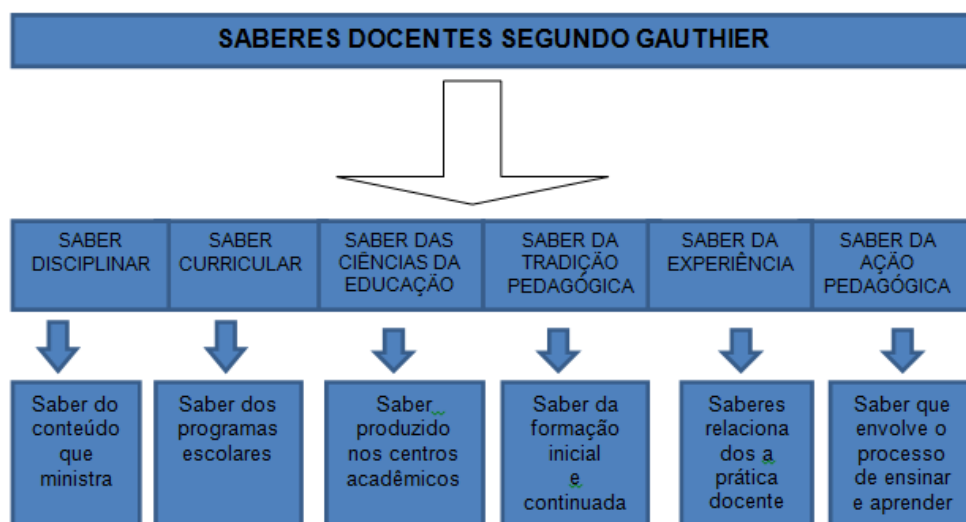 SABERES DOCENTES SEGUNDO GAUTHIER
SABER
DISCIPLINAR
SABER
CURRICULAR
SABER DAS
CIÊNCIAS DA
EDUCAÇÃO
SABER DA
TRADIÇÃO
PEDAGÓGICA
SABER DA
EXPERIÊNCIA
SABER DA
AÇÃO
PEDAGÓGICA
Saber do
conteúdo
que
ministra
Saber dos
programas
escolares
Saber
produzido
nos centros
acadêmicos
Saber da
formação
inicial
e
continuada
Saberes
relaciona
dos a
prática
docente
Saber que
envolve o
processo
de ensinar
e aprender